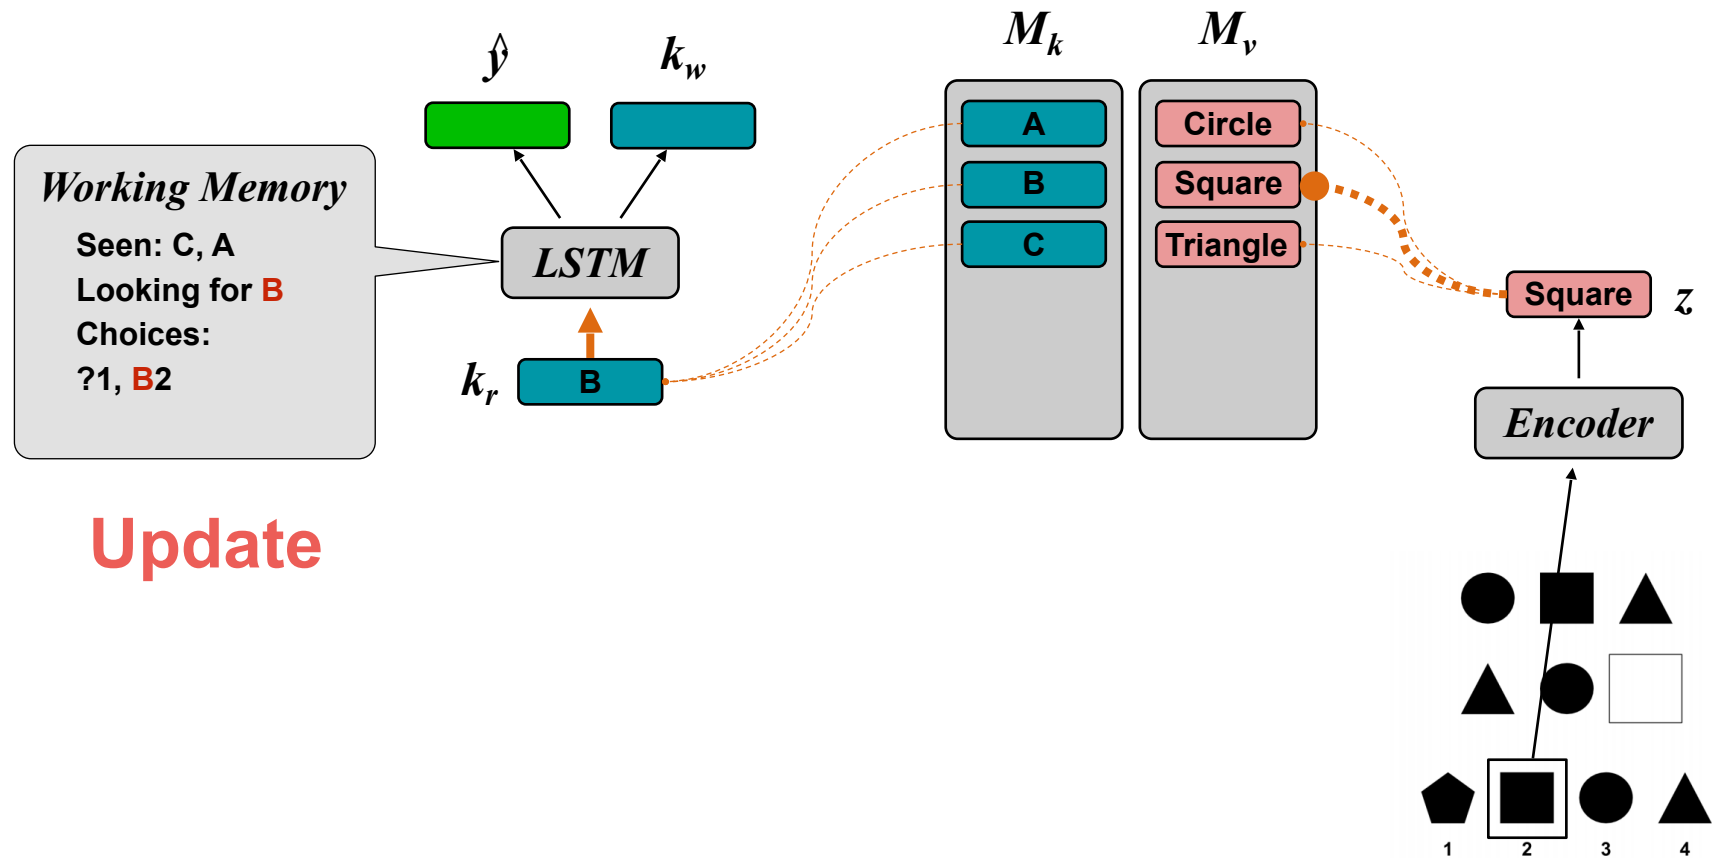 ŷ
k_w
M_k
M_v
Working Memory
Seen: C, A
Looking for B
Choices:
?1, B2
LSTM
k_r
B
A
B
C
Circle
Square
Triangle
Square
z
Encoder
Update
1 2 3 4